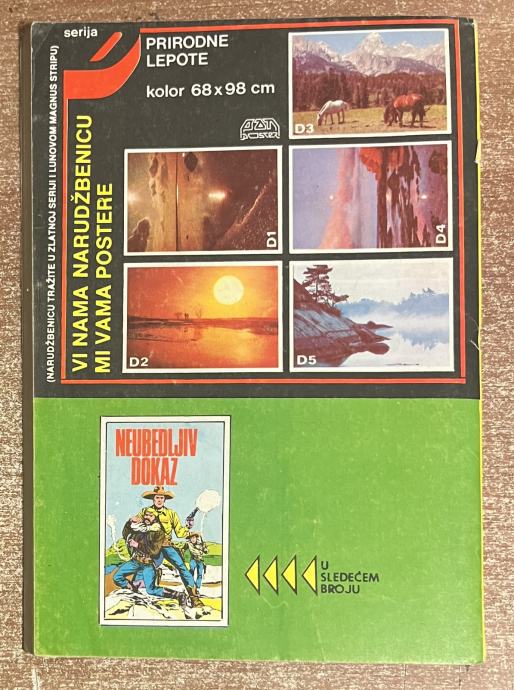 serija
PRIRODNE
LEPOTE
kolor 68 x 98 cm
poster
(NARUDŽBENICU TRAŽITE U ZLATNOJ SERIJI I LUNOVOM MAGNUS STRIPU)
VI NAMA NARUDŽBENICU
MI VAMA POSTERE
D3
D1
D4
D2
D5
NEUBEDLJIV
DOKAZ
U
SLEDEĆEM
BROJU